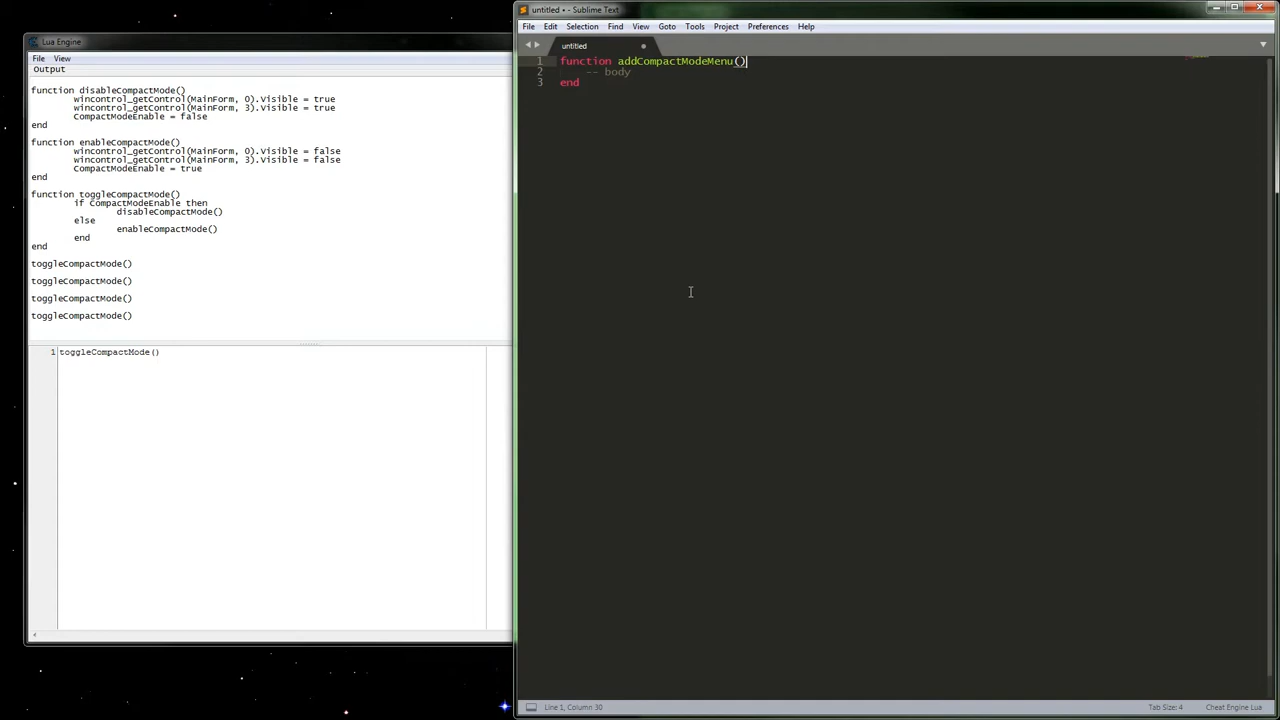 Lua Engine
File View
Output
function disableCompactMode()
wincontrol_getControl(MainForm, 0).Visible = true
wincontrol_getControl(MainForm, 3).Visible = true
CompactModeEnable = false
end
function enableCompactMode()
wincontrol_getControl(MainForm, 0).Visible = false
wincontrol_getControl(MainForm, 3).Visible = false
CompactModeEnable = true
end
function toggleCompactMode()
if CompactModeEnable then
disableCompactMode()
else
enableCompactMode()
end
end
toggleCompactMode()
toggleCompactMode()
toggleCompactMode()
toggleCompactMode()
1 toggleCompactMode()
untitled • - Sublime Text
File Edit Selection Find View Goto Tools Project Preferences Help
untitled
1 function addCompactModeMenu()
2 -- body
3 end
Line 1, Column 30 Tab Size: 4 Cheat Engine Lua